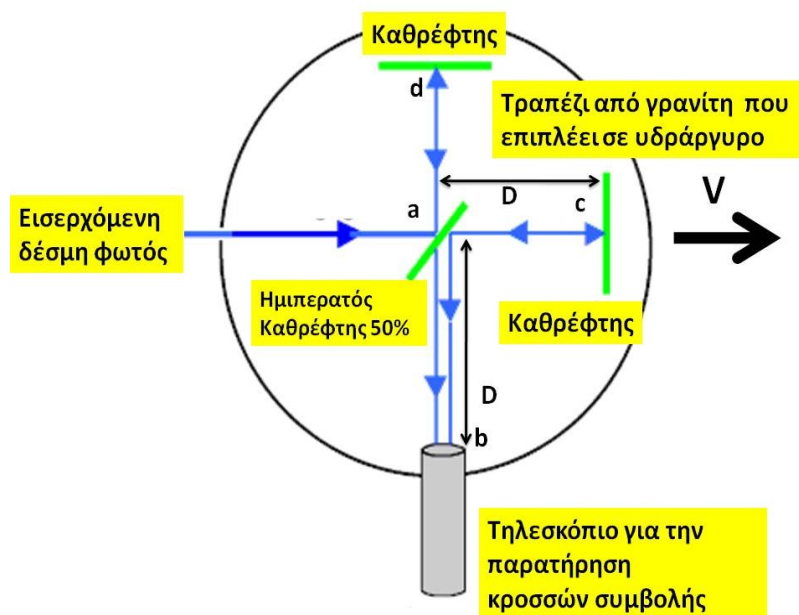 Καθρέφτης
d
Τραπέζι από γρανίτη που
επιπλέει σε υδράργυρο
a
D
c
V
Εισερχόμενη
δέσμη φωτός
Ημιπερατός
Καθρέφτης 50%
Καθρέφτης
D
b
Τηλεσκόπιο για την
παρατήρηση
κροσσών συμβολής